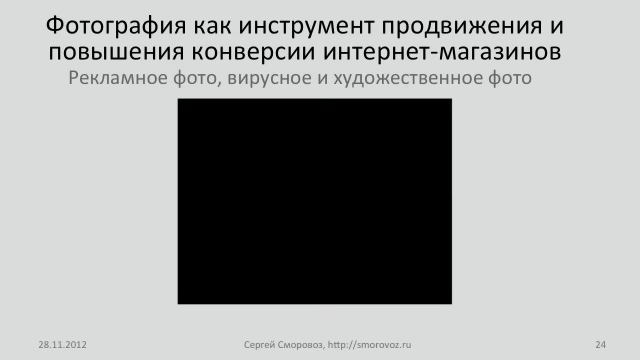 Фотография как инструмент продвижения и
повышения конверсии интернет-магазинов
Рекламное фото, вирусное и художественное фото
28.11.2012
Сергей Сморовоз, http://smorovoz.ru
24